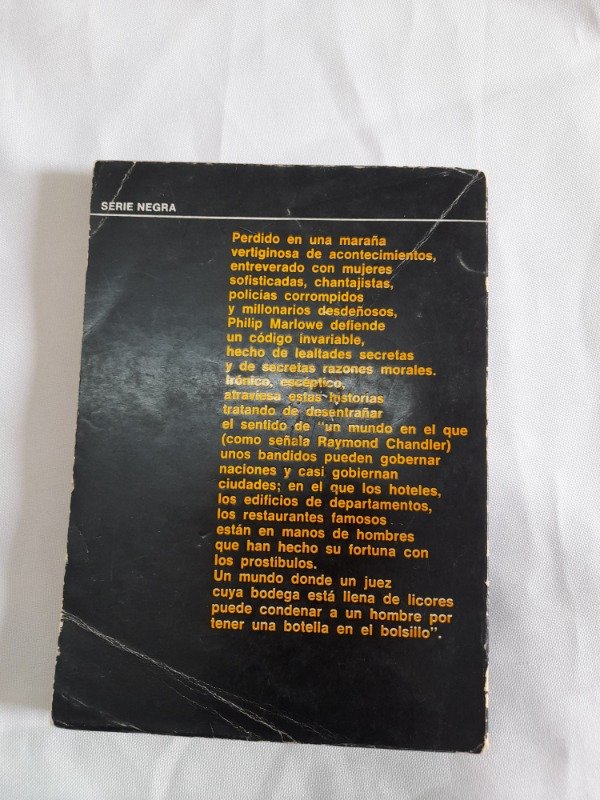 SERIE NEGRA
Perdido en una maraña
vertiginosa de acontecimientos,
entreverado con mujeres
sofisticadas, chantajistas,
policías corrompidos
y millonarios desdeñosos,
Philip Marlowe defiende
un código invariable,
hecho de lealtades secretas
y de secretas razones morales.
Irónico, escéptico,
atraviesa estas historias
tratando de desentrañar
el sentido de "un mundo en el que
(como señala Raymond Chandler)
unos bandidos pueden gobernar
naciones y casi gobiernan
ciudades; en el que los hoteles,
los edificios de departamentos,
los restaurantes famosos
están en manos de hombres
que han hecho su fortuna con
los prostíbulos.
Un mundo donde un juez
cuya bodega está llena de licores
puede condenar a un hombre por
tener una botella en el bolsillo".